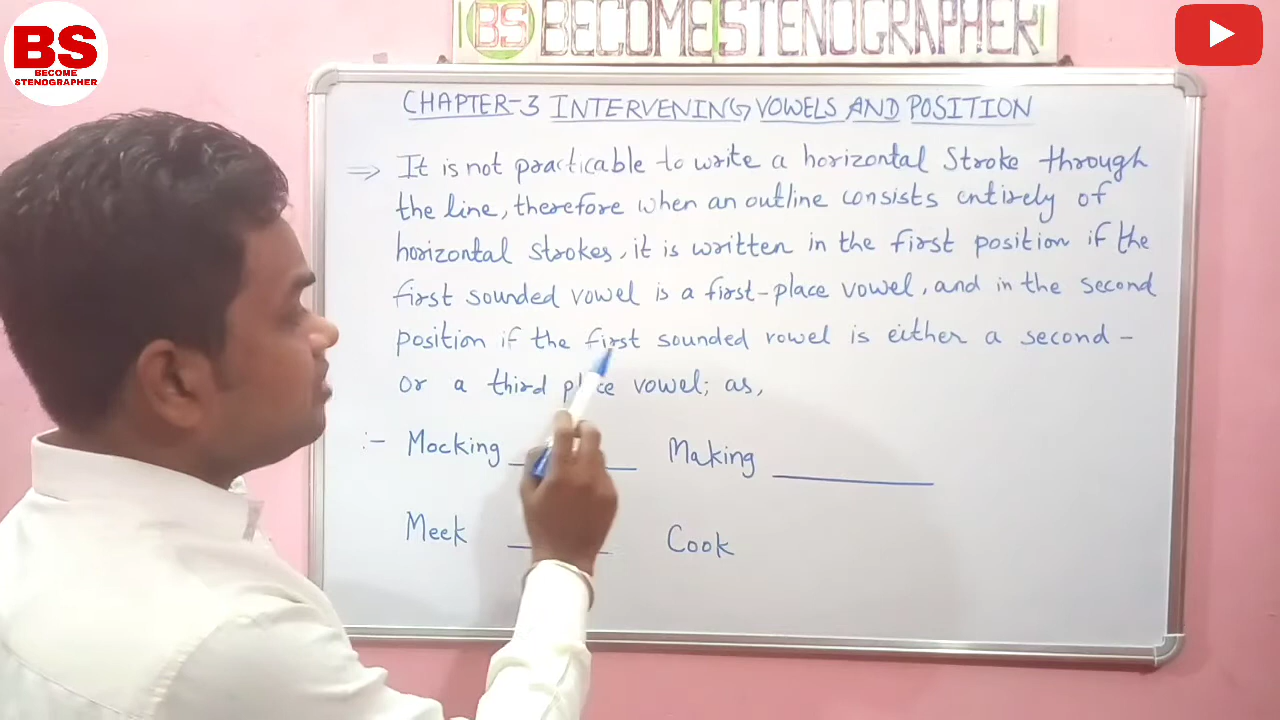 BS
BECOME
STENOGRAPHER
BS BECOME STENOGRAPHER
CHAPTER-3 INTERVENING VOWELS AND POSITION
⇒ It is not practicable to write a horizontal Stroke through
the line, therefore when an outline consists entirely of
horizontal strokes, it is written in the first position if the
first sounded vowel is a first-place vowel, and in the second
position if the first sounded vowel is either a second-
or a third place vowel; as,
:- Mocking Making
Meek Cook